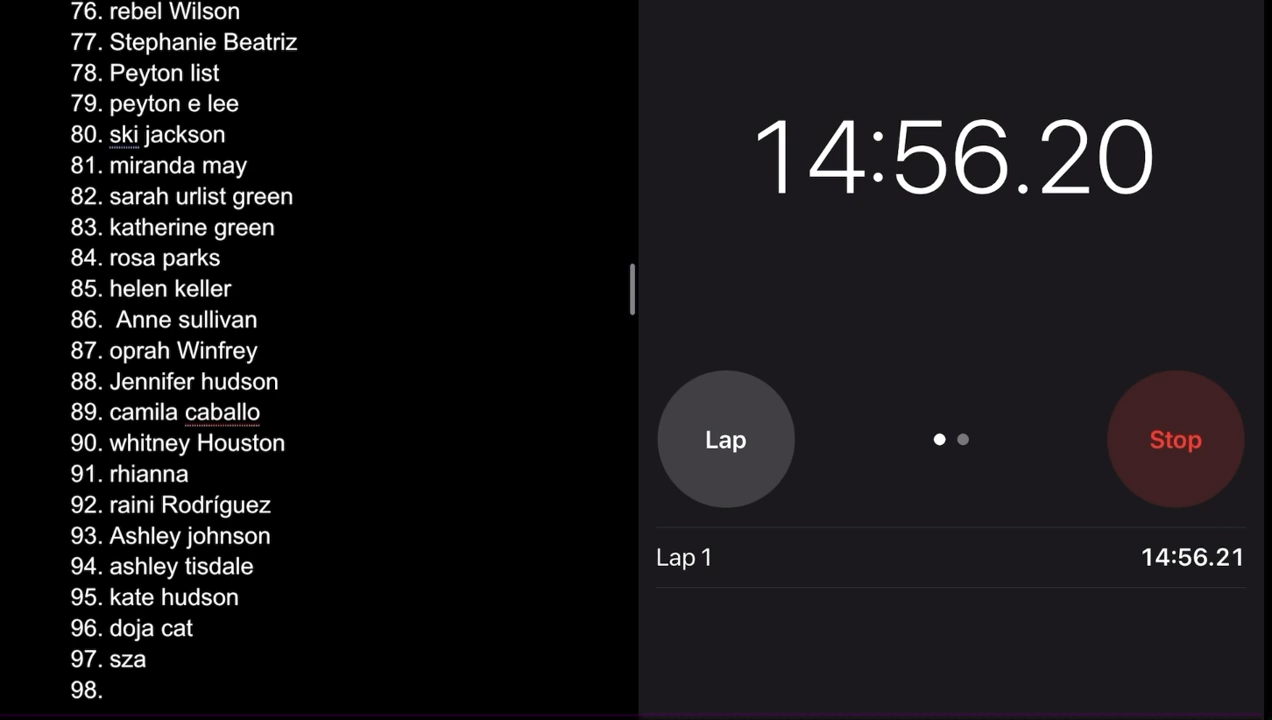 76. rebel Wilson
77. Stephanie Beatriz
78. Peyton list
79. peyton e lee
80. ski jackson
81. miranda may
82. sarah urlist green
83. katherine green
84. rosa parks
85. helen keller
86.  Anne sullivan
87. oprah Winfrey
88. Jennifer hudson
89. camila caballo
90. whitney Houston
91. rhianna
92. raini Rodríguez
93. Ashley johnson
94. ashley tisdale
95. kate hudson
96. doja cat
97. sza
98.
14:56.20
Lap
Stop
Lap 1 14:56.21